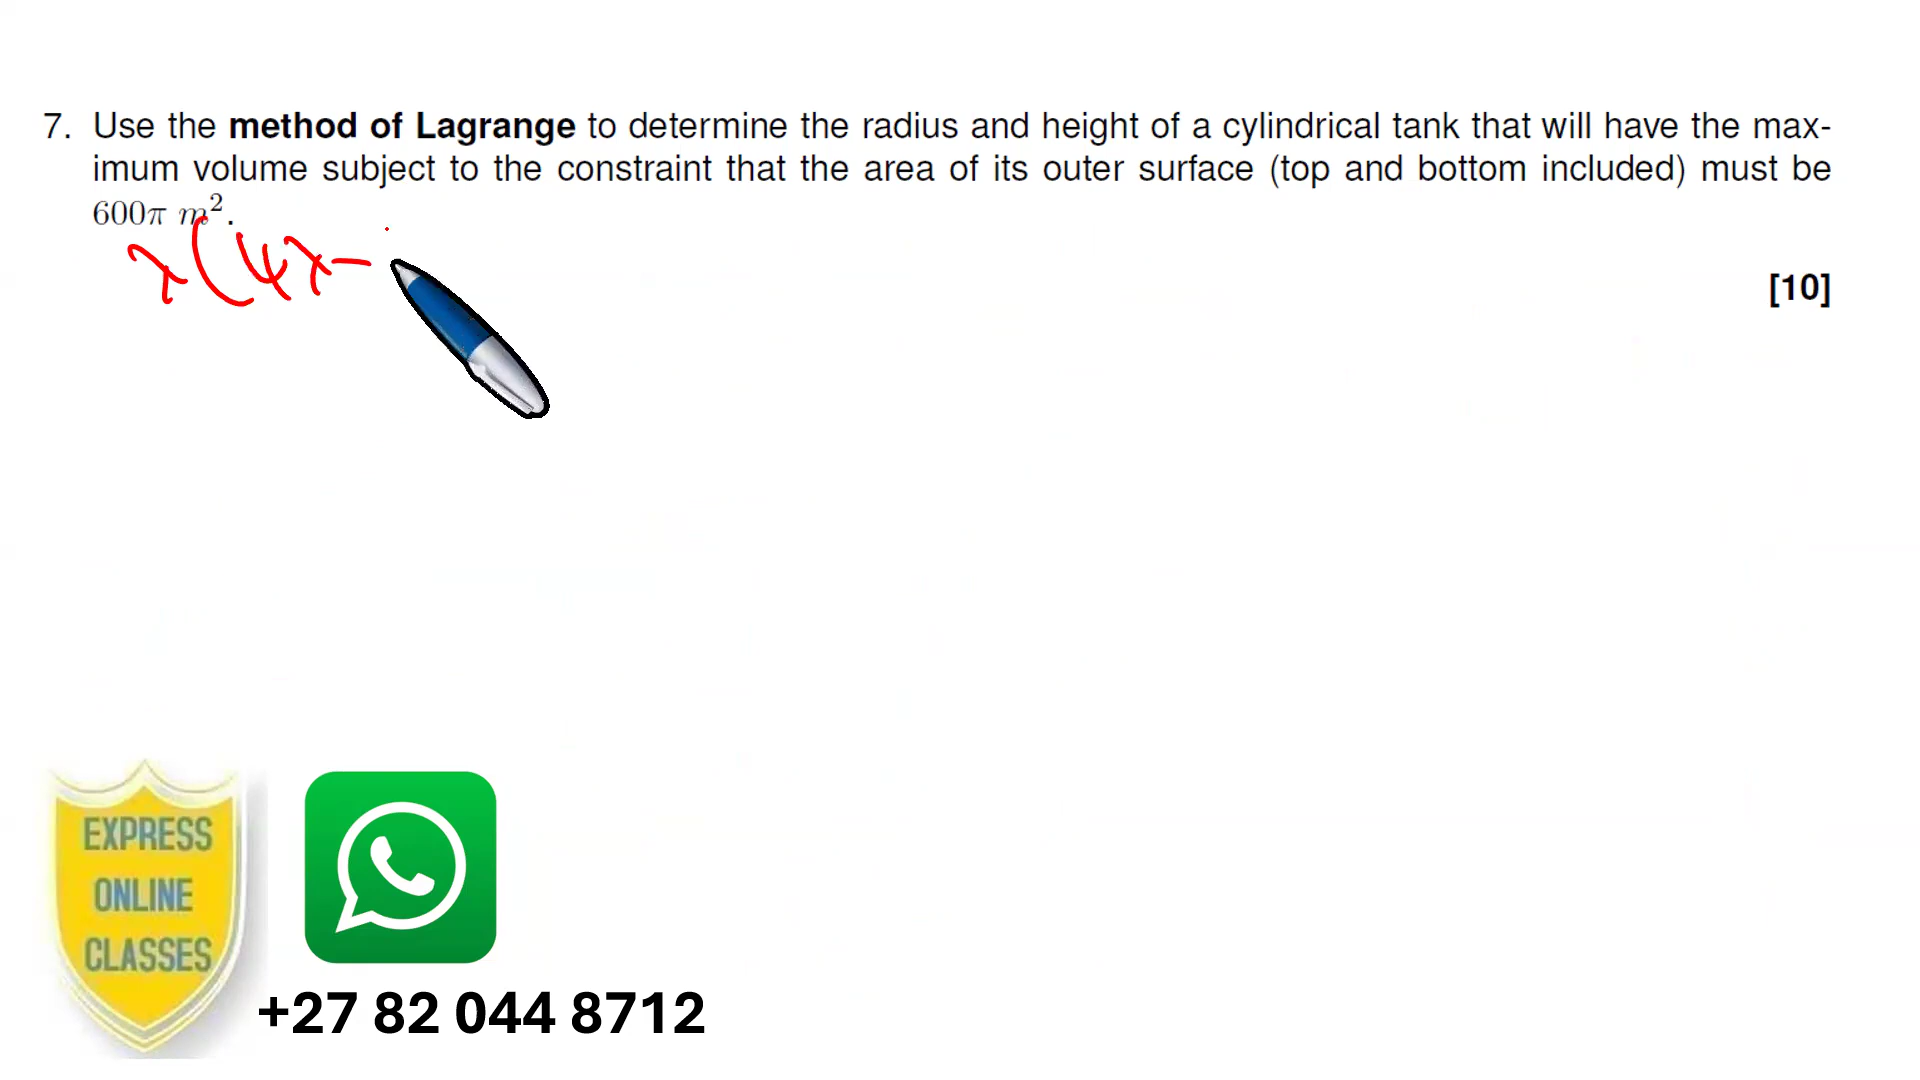 7. Use the method of Lagrange to determine the radius and height of a cylindrical tank that will have the max-
imum volume subject to the constraint that the area of its outer surface (top and bottom included) must be
600π m².
λ(4λ-
[10]
EXPRESS
ONLINE
CLASSES
+27 82 044 8712